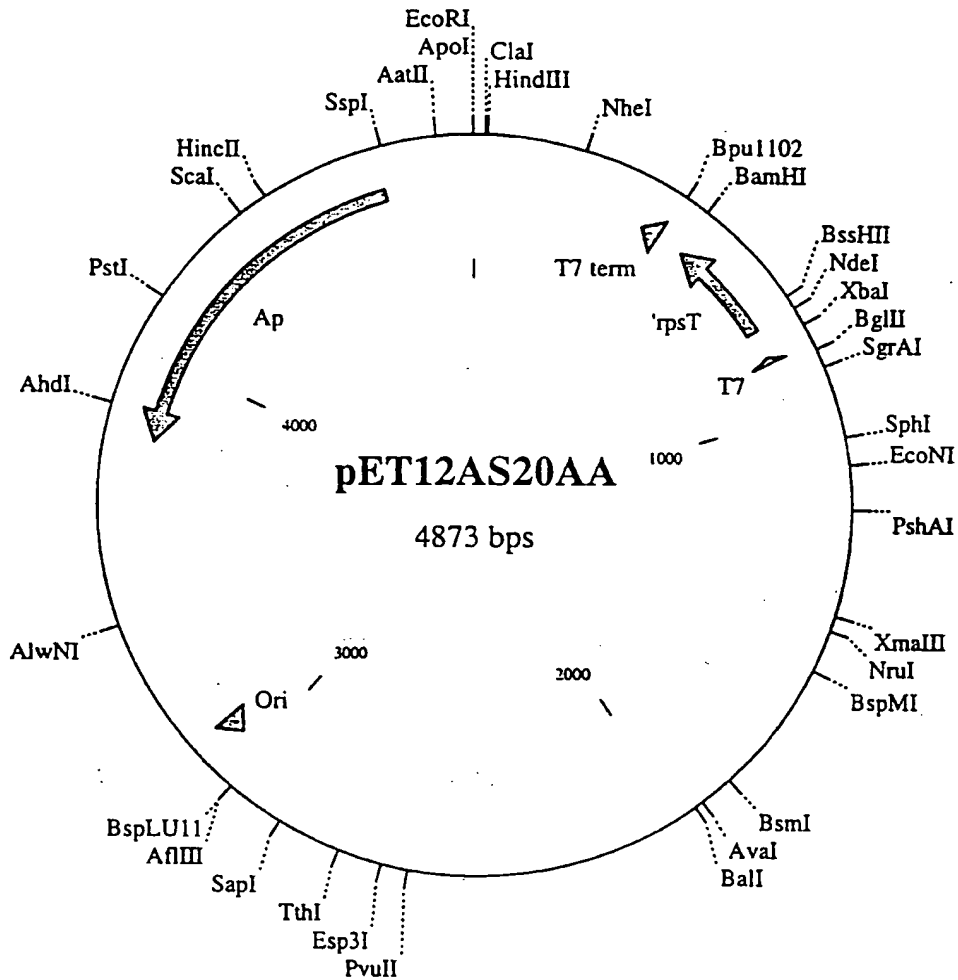 EcoRI
ApoI
ClaI
AatII
HindIII
SspI
NheI
HincII
Bpu1102
ScaI
BamHI
BssHII
PstI
T7 term
NdeI
XbaI
Ap
'rpsT
BglII
SgrAI
AhdI
T7
4000
SphI
1000
EcoNI
pET12AS20AA
4873 bps
PshAI
XmaIII
AlwNI
3000
NruI
2000
Ori
BspMI
BspLU11
BsmI
AflIII
AvaI
SapI
BalI
TthI
Esp3I
PvuII